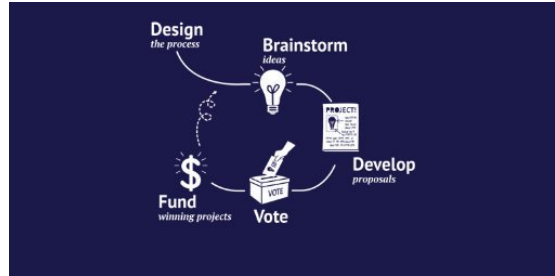 Design
the process
Brainstorm
ideas
PROJECT!
Develop
proposals
VOTE
Vote
Fund
winning projects